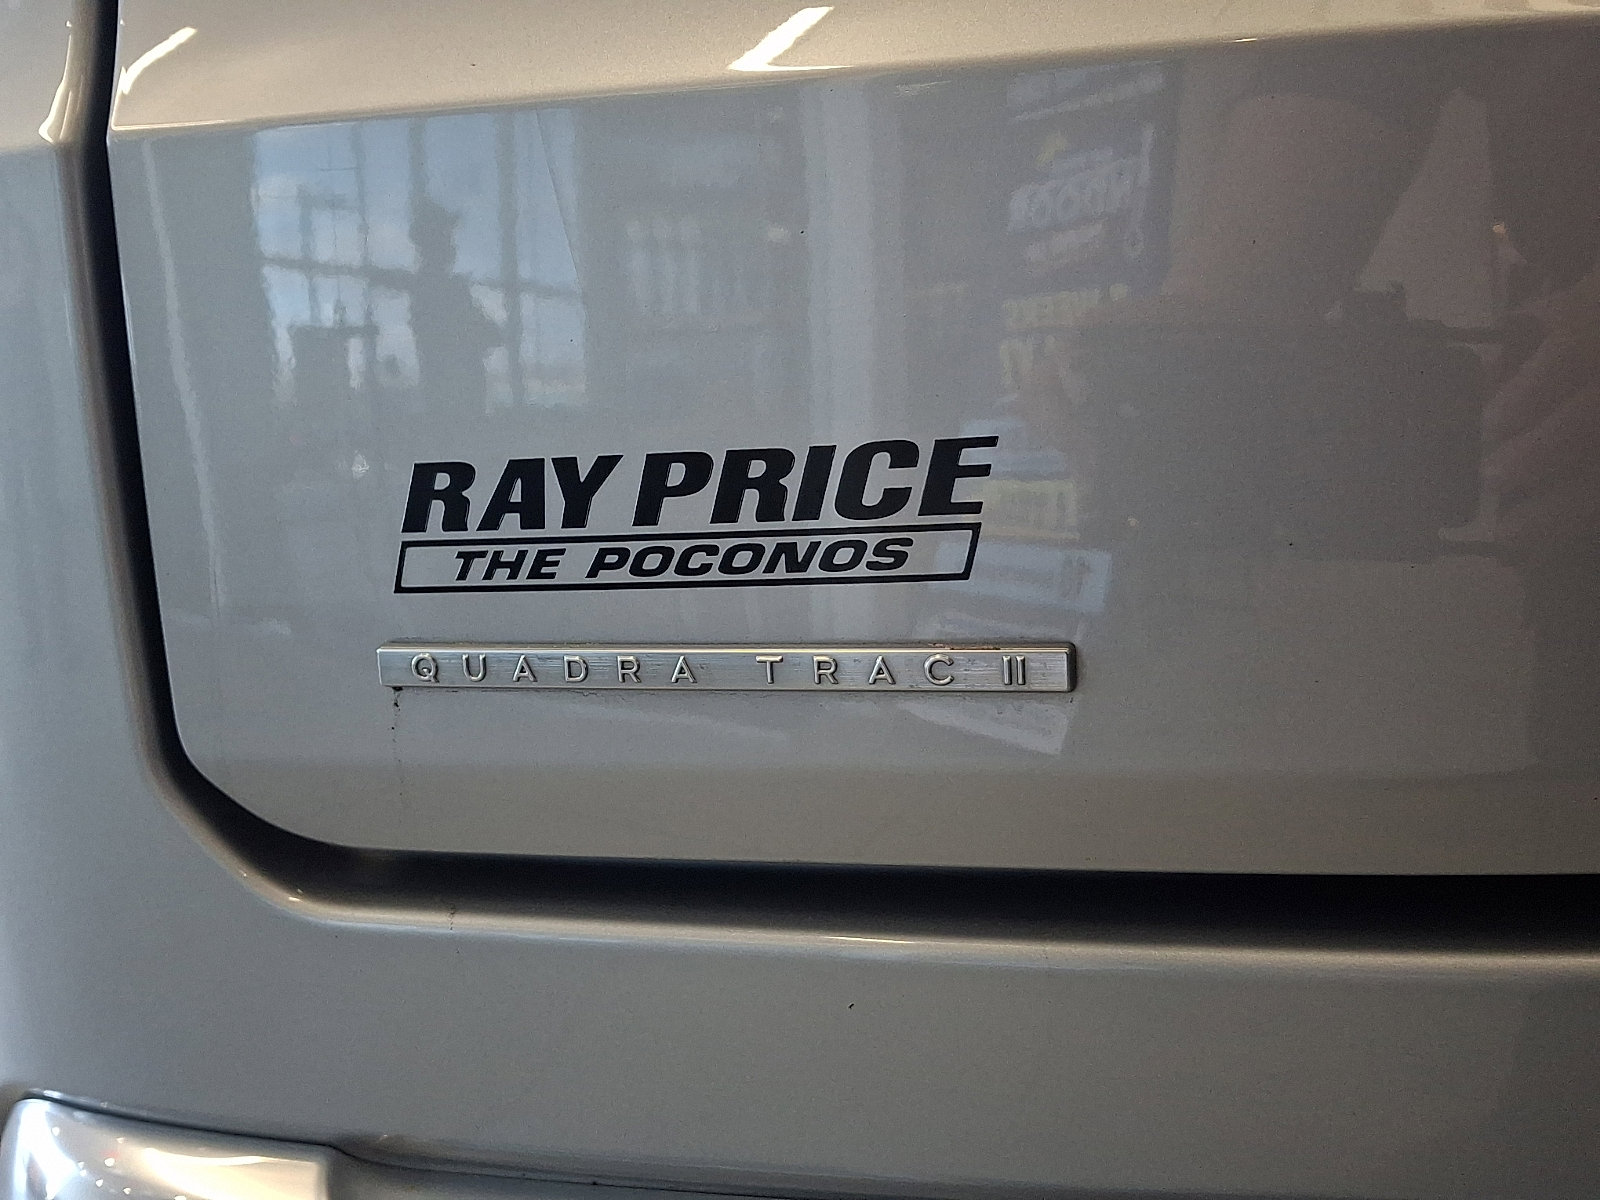 RAY PRICE
THE POCONOS
QUADRA TRAC II